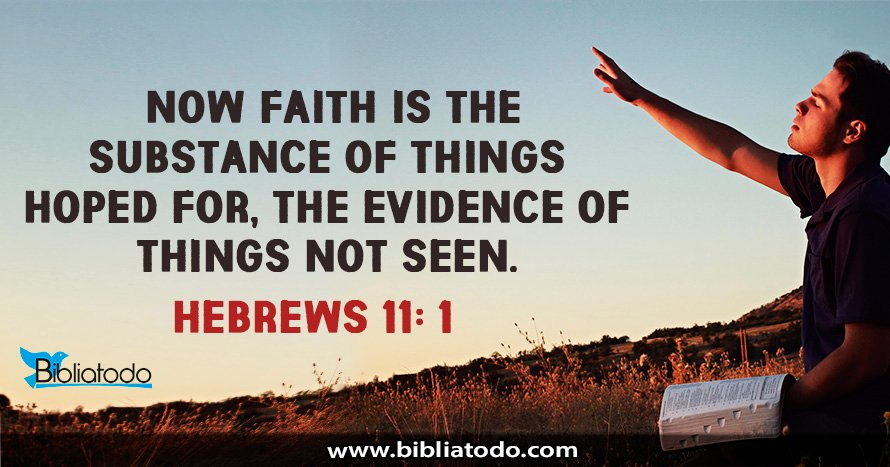 NOW FAITH IS THE
SUBSTANCE OF THINGS
HOPED FOR, THE EVIDENCE OF
THINGS NOT SEEN.
HEBREWS 11: 1
Bibliatodo
www.bibliatodo.com